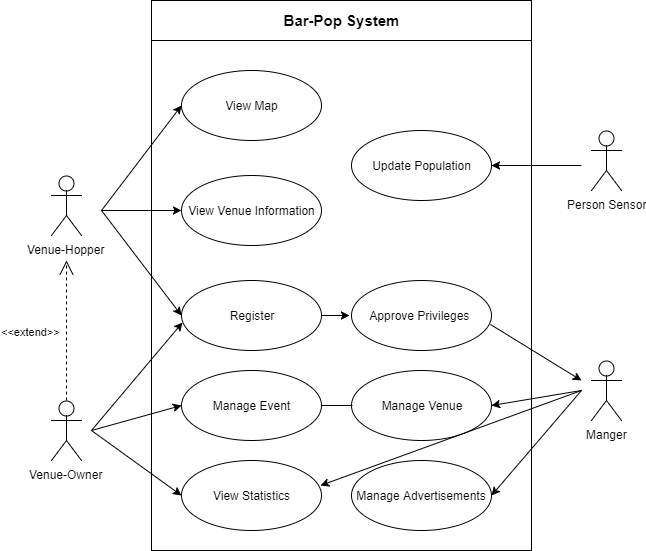 Bar-Pop System
View Map
Update Population
Person Sensor
View Venue Information
Venue-Hopper
Register
Approve Privileges
<<extend>>
Manage Event
Manage Venue
Manger
Venue-Owner
View Statistics
Manage Advertisements